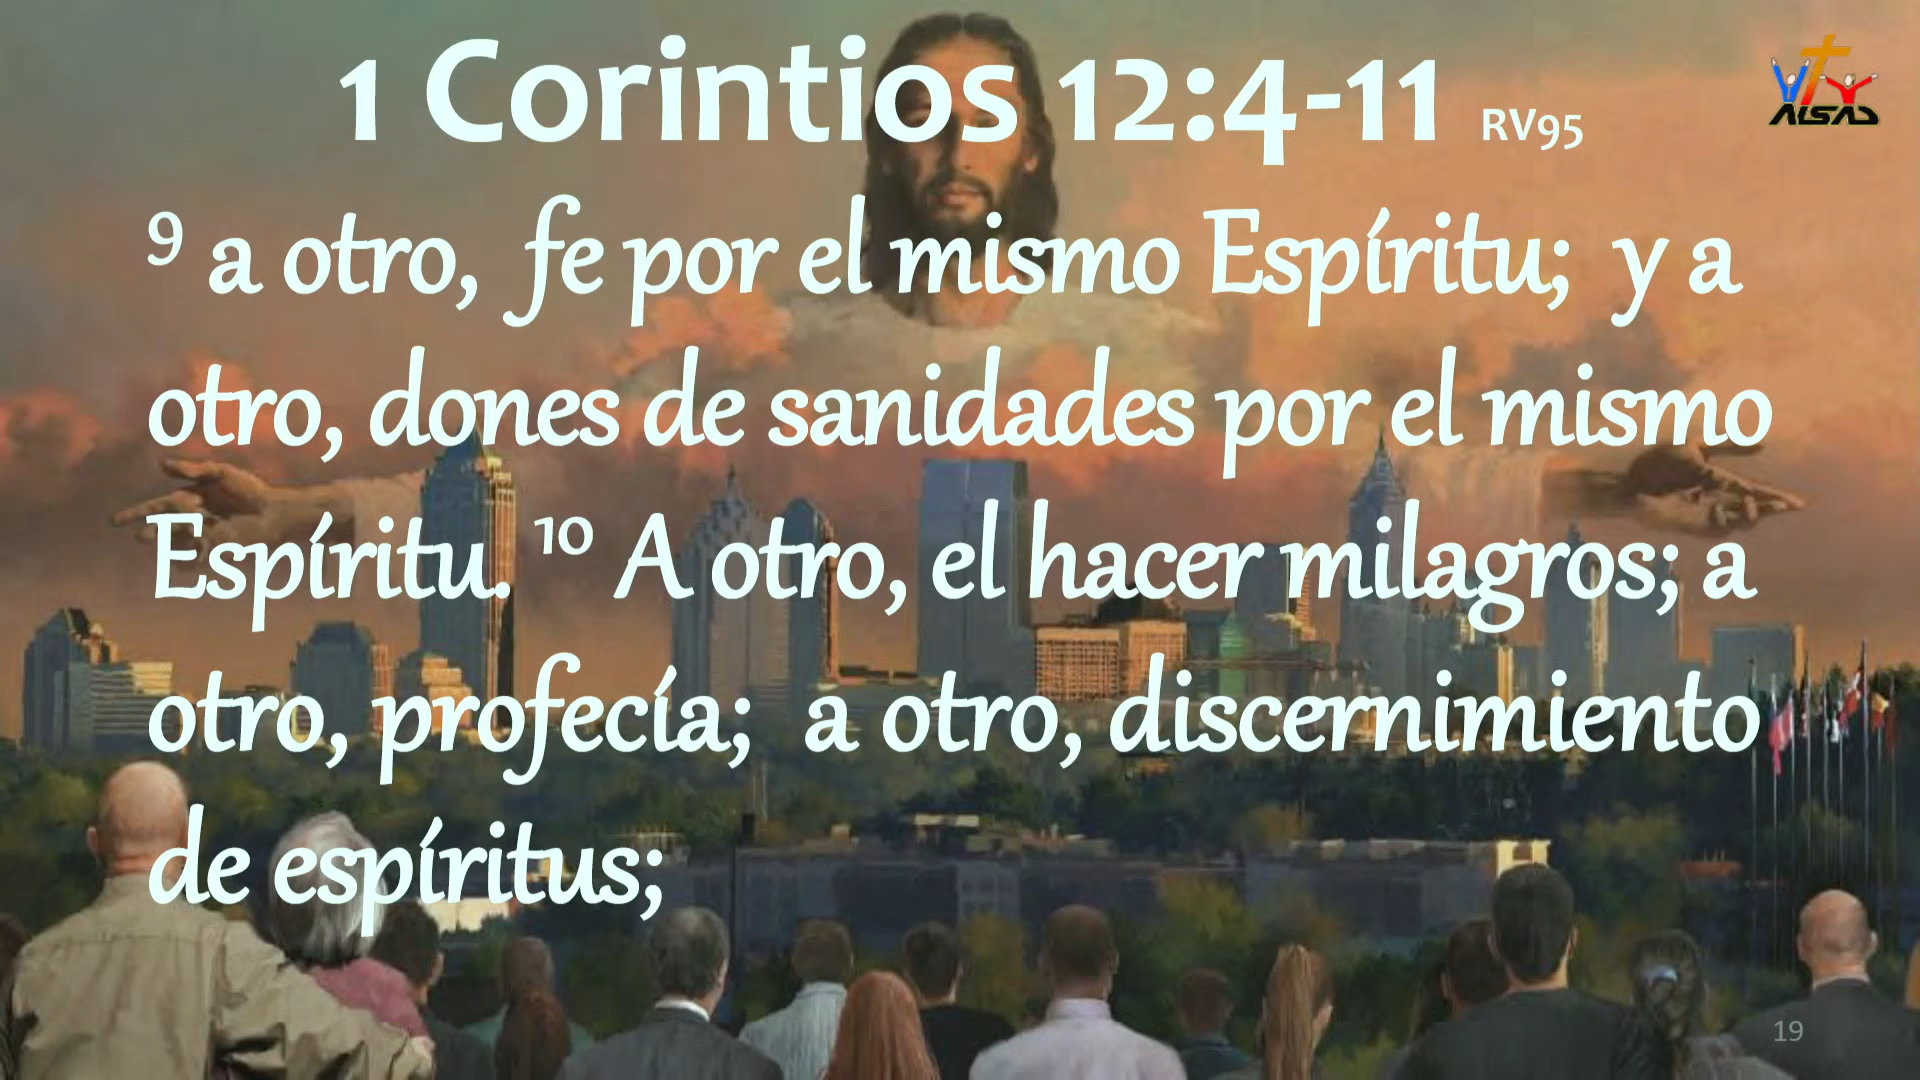 1 Corintios 12:4-11 RV95
ALSAD
9 a otro, fe por el mismo Espíritu; y a
otro, dones de sanidades por el mismo
Espíritu. 10 A otro, el hacer milagros; a
otro, profecía; a otro, discernimiento
de espíritus;
19